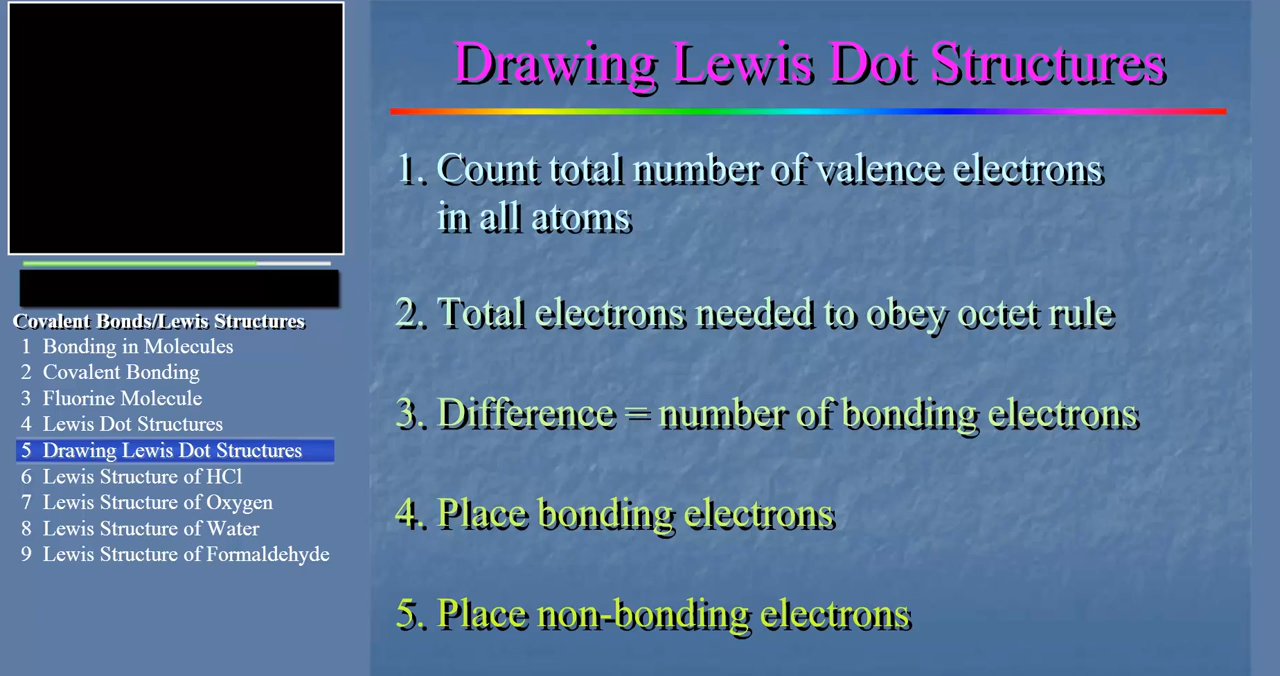 Drawing Lewis Dot Structures
1. Count total number of valence electrons
in all atoms
2. Total electrons needed to obey octet rule
3. Difference = number of bonding electrons
4. Place bonding electrons
5. Place non-bonding electrons
Covalent Bonds/Lewis Structures
1 Bonding in Molecules
2 Covalent Bonding
3 Fluorine Molecule
4 Lewis Dot Structures
5 Drawing Lewis Dot Structures
6 Lewis Structure of HCl
7 Lewis Structure of Oxygen
8 Lewis Structure of Water
9 Lewis Structure of Formaldehyde